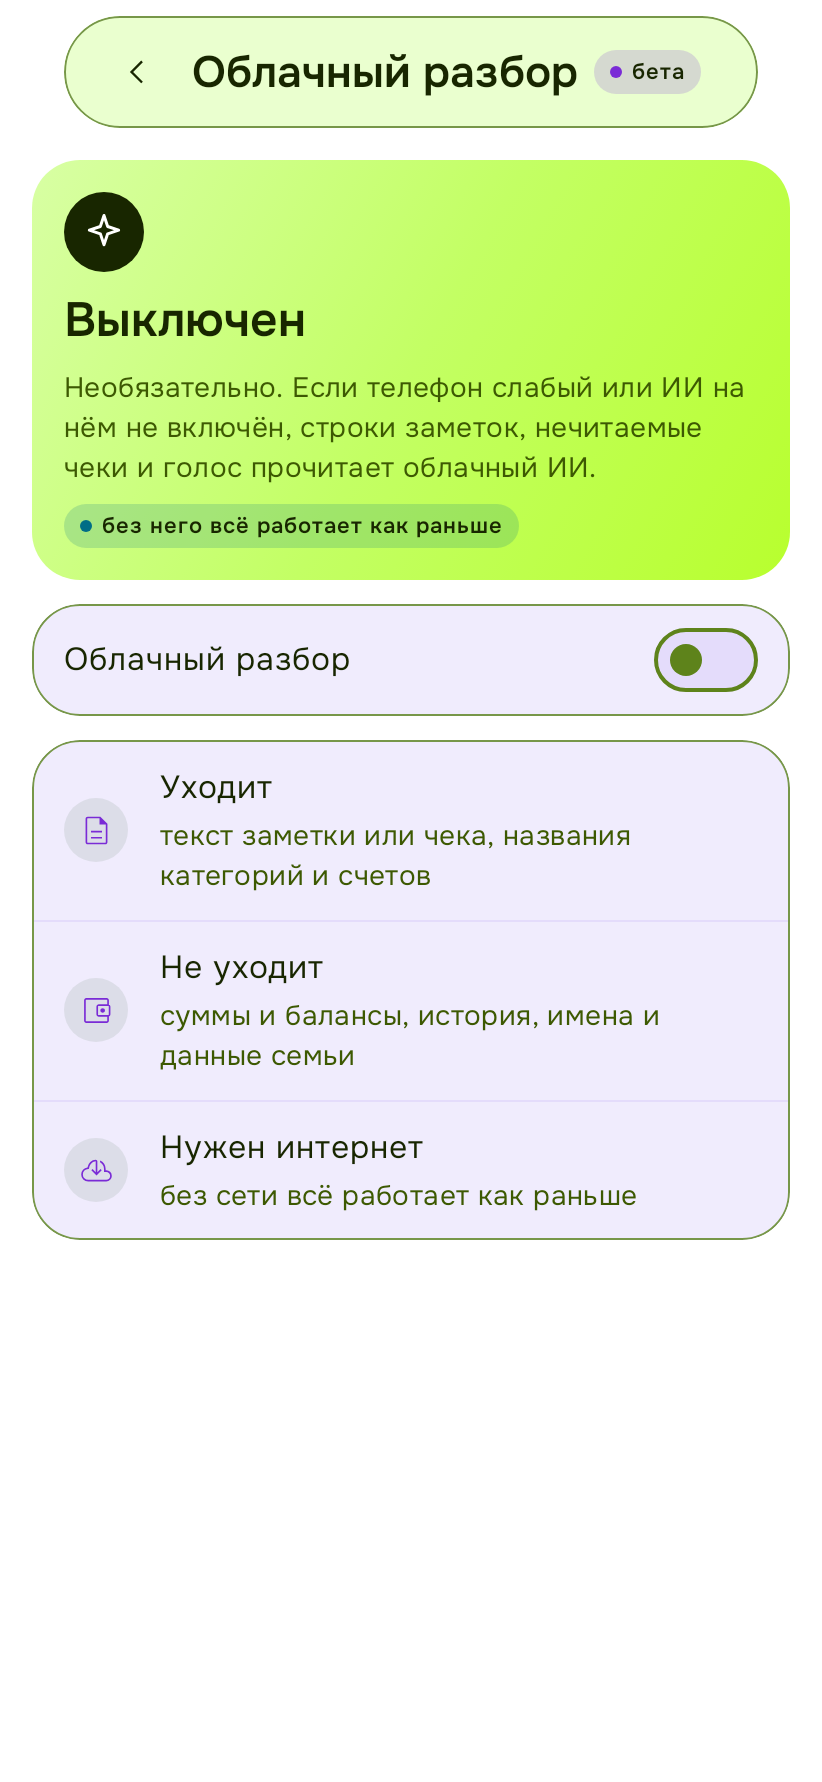 Облачный разбор
бета
Выключен
Необязательно. Если телефон слабый или ИИ на
нём не включён, строки заметок, нечитаемые
чеки и голос прочитает облачный ИИ.
без него всё работает как раньше
Облачный разбор
Уходит
текст заметки или чека, названия
категорий и счетов
Не уходит
суммы и балансы, история, имена и
данные семьи
Нужен интернет
без сети всё работает как раньше